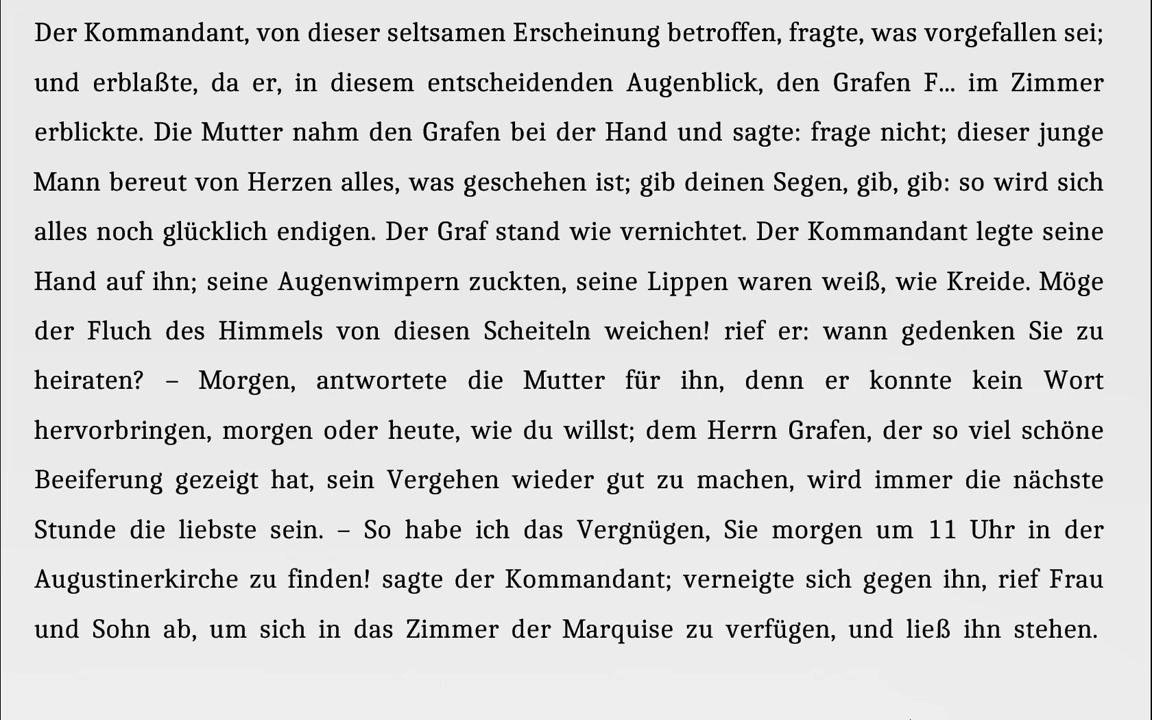 Der Kommandant, von dieser seltsamen Erscheinung betroffen, fragte, was vorgefallen sei;
und erblaßte, da er, in diesem entscheidenden Augenblick, den Grafen F... im Zimmer
erblickte. Die Mutter nahm den Grafen bei der Hand und sagte: frage nicht; dieser junge
Mann bereut von Herzen alles, was geschehen ist; gib deinen Segen, gib, gib: so wird sich
alles noch glücklich endigen. Der Graf stand wie vernichtet. Der Kommandant legte seine
Hand auf ihn; seine Augenwimpern zuckten, seine Lippen waren weiß, wie Kreide. Möge
der Fluch des Himmels von diesen Scheiteln weichen! rief er: wann gedenken Sie zu
heiraten? – Morgen, antwortete die Mutter für ihn, denn er konnte kein Wort
hervorbringen, morgen oder heute, wie du willst; dem Herrn Grafen, der so viel schöne
Beeiferung gezeigt hat, sein Vergehen wieder gut zu machen, wird immer die nächste
Stunde die liebste sein. – So habe ich das Vergnügen, Sie morgen um 11 Uhr in der
Augustinerkirche zu finden! sagte der Kommandant; verneigte sich gegen ihn, rief Frau
und Sohn ab, um sich in das Zimmer der Marquise zu verfügen, und ließ ihn stehen.